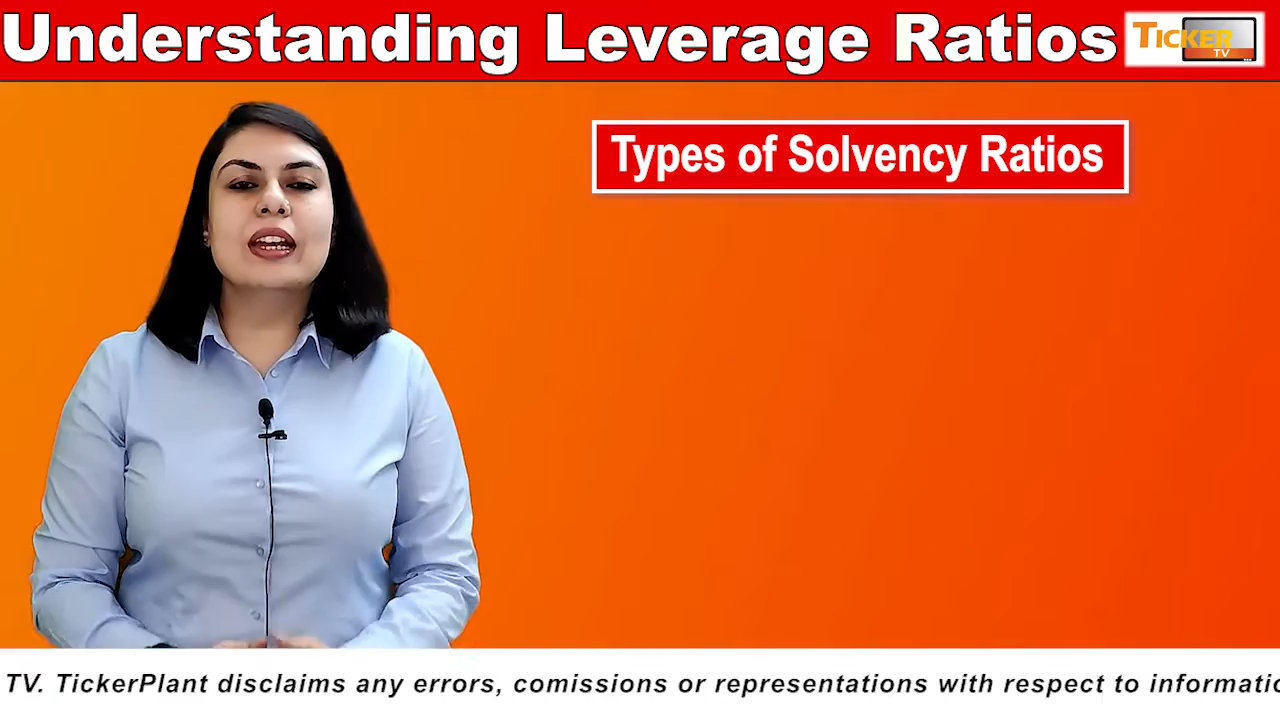 Understanding Leverage Ratios
TICKER
TV
Types of Solvency Ratios
TV. TickerPlant disclaims any errors, comissions or representations with respect to informatic